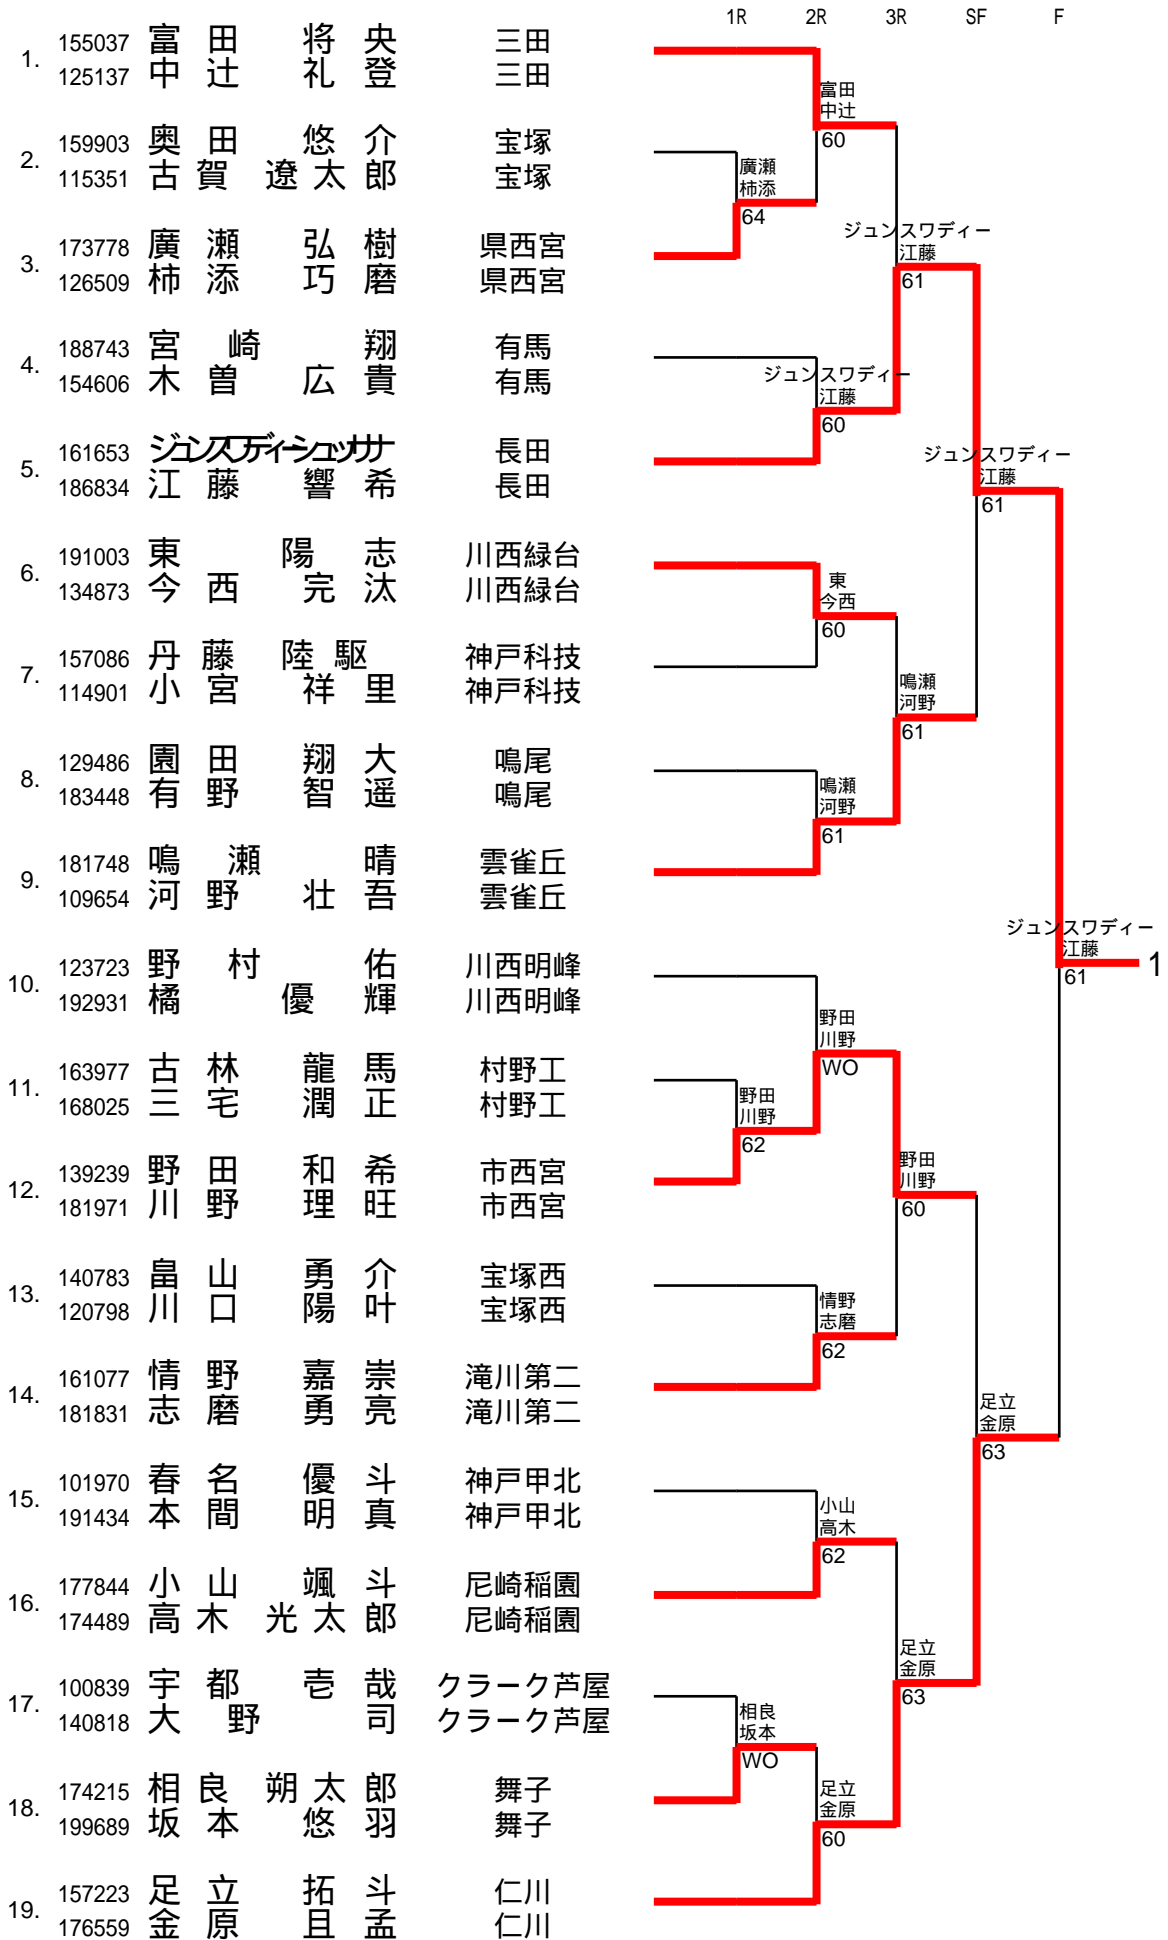 1R 2R 3R SF F
1. 155037 富田 将央 三田
125137 中辻 礼登 三田
富田
中辻
60
2. 159903 奥田 悠介 宝塚
115351 古賀 遼太郎 宝塚
廣瀬
柿添
64
3. 173778 廣瀬 弘樹 県西宮
126509 柿添 巧磨 県西宮
ジュンスワディー
江藤
61
4. 188743 宮崎 翔 有馬
154606 木曽 広貴 有馬
ジュンスワディー
江藤
60
5. 161653 ジュンスワディーシュッサナ 長田
186834 江藤 響希 長田
ジュンスワディー
江藤
61
6. 191003 東 陽志 川西緑台
134873 今西 完汰 川西緑台
東
今西
60
7. 157086 丹藤 陸駆 神戸科技
114901 小宮 祥里 神戸科技
鳴瀬
河野
61
8. 129486 園田 翔大 鳴尾
183448 有野 智遥 鳴尾
鳴瀬
河野
61
9. 181748 鳴瀬 晴 雲雀丘
109654 河野 壮吾 雲雀丘
ジュンスワディー
江藤
61
1
10. 123723 野村 佑 川西明峰
192931 橘 優輝 川西明峰
野田
川野
WO
11. 163977 古林 龍馬 村野工
168025 三宅 潤正 村野工
野田
川野
62
12. 139239 野田 和希 市西宮
181971 川野 理旺 市西宮
野田
川野
60
13. 140783 畠山 勇介 宝塚西
120798 川口 陽叶 宝塚西
情野
志磨
62
14. 161077 情野 嘉崇 滝川第二
181831 志磨 勇亮 滝川第二
足立
金原
63
15. 101970 春名 優斗 神戸甲北
191434 本間 明真 神戸甲北
小山
高木
62
16. 177844 小山 颯斗 尼崎稲園
174489 高木 光太郎 尼崎稲園
足立
金原
63
17. 100839 宇都 壱哉 クラーク芦屋
140818 大野 司 クラーク芦屋
相良
坂本
WO
18. 174215 相良 朔太郎 舞子
199689 坂本 悠羽 舞子
足立
金原
60
19. 157223 足立 拓斗 仁川
176559 金原 且孟 仁川